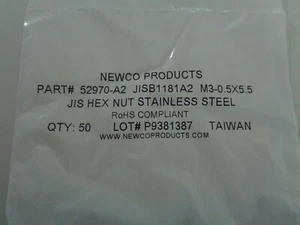 NEWCO PRODUCTS
PART# 52970-A2 JISB1181A2 M3-0.5X5.5
JIS HEX NUT STAINLESS STEEL
RoHS COMPLIANT
QTY: 50 LOT# P9381387 TAIWAN
WWW.NEWCOPRODUCTS.COM